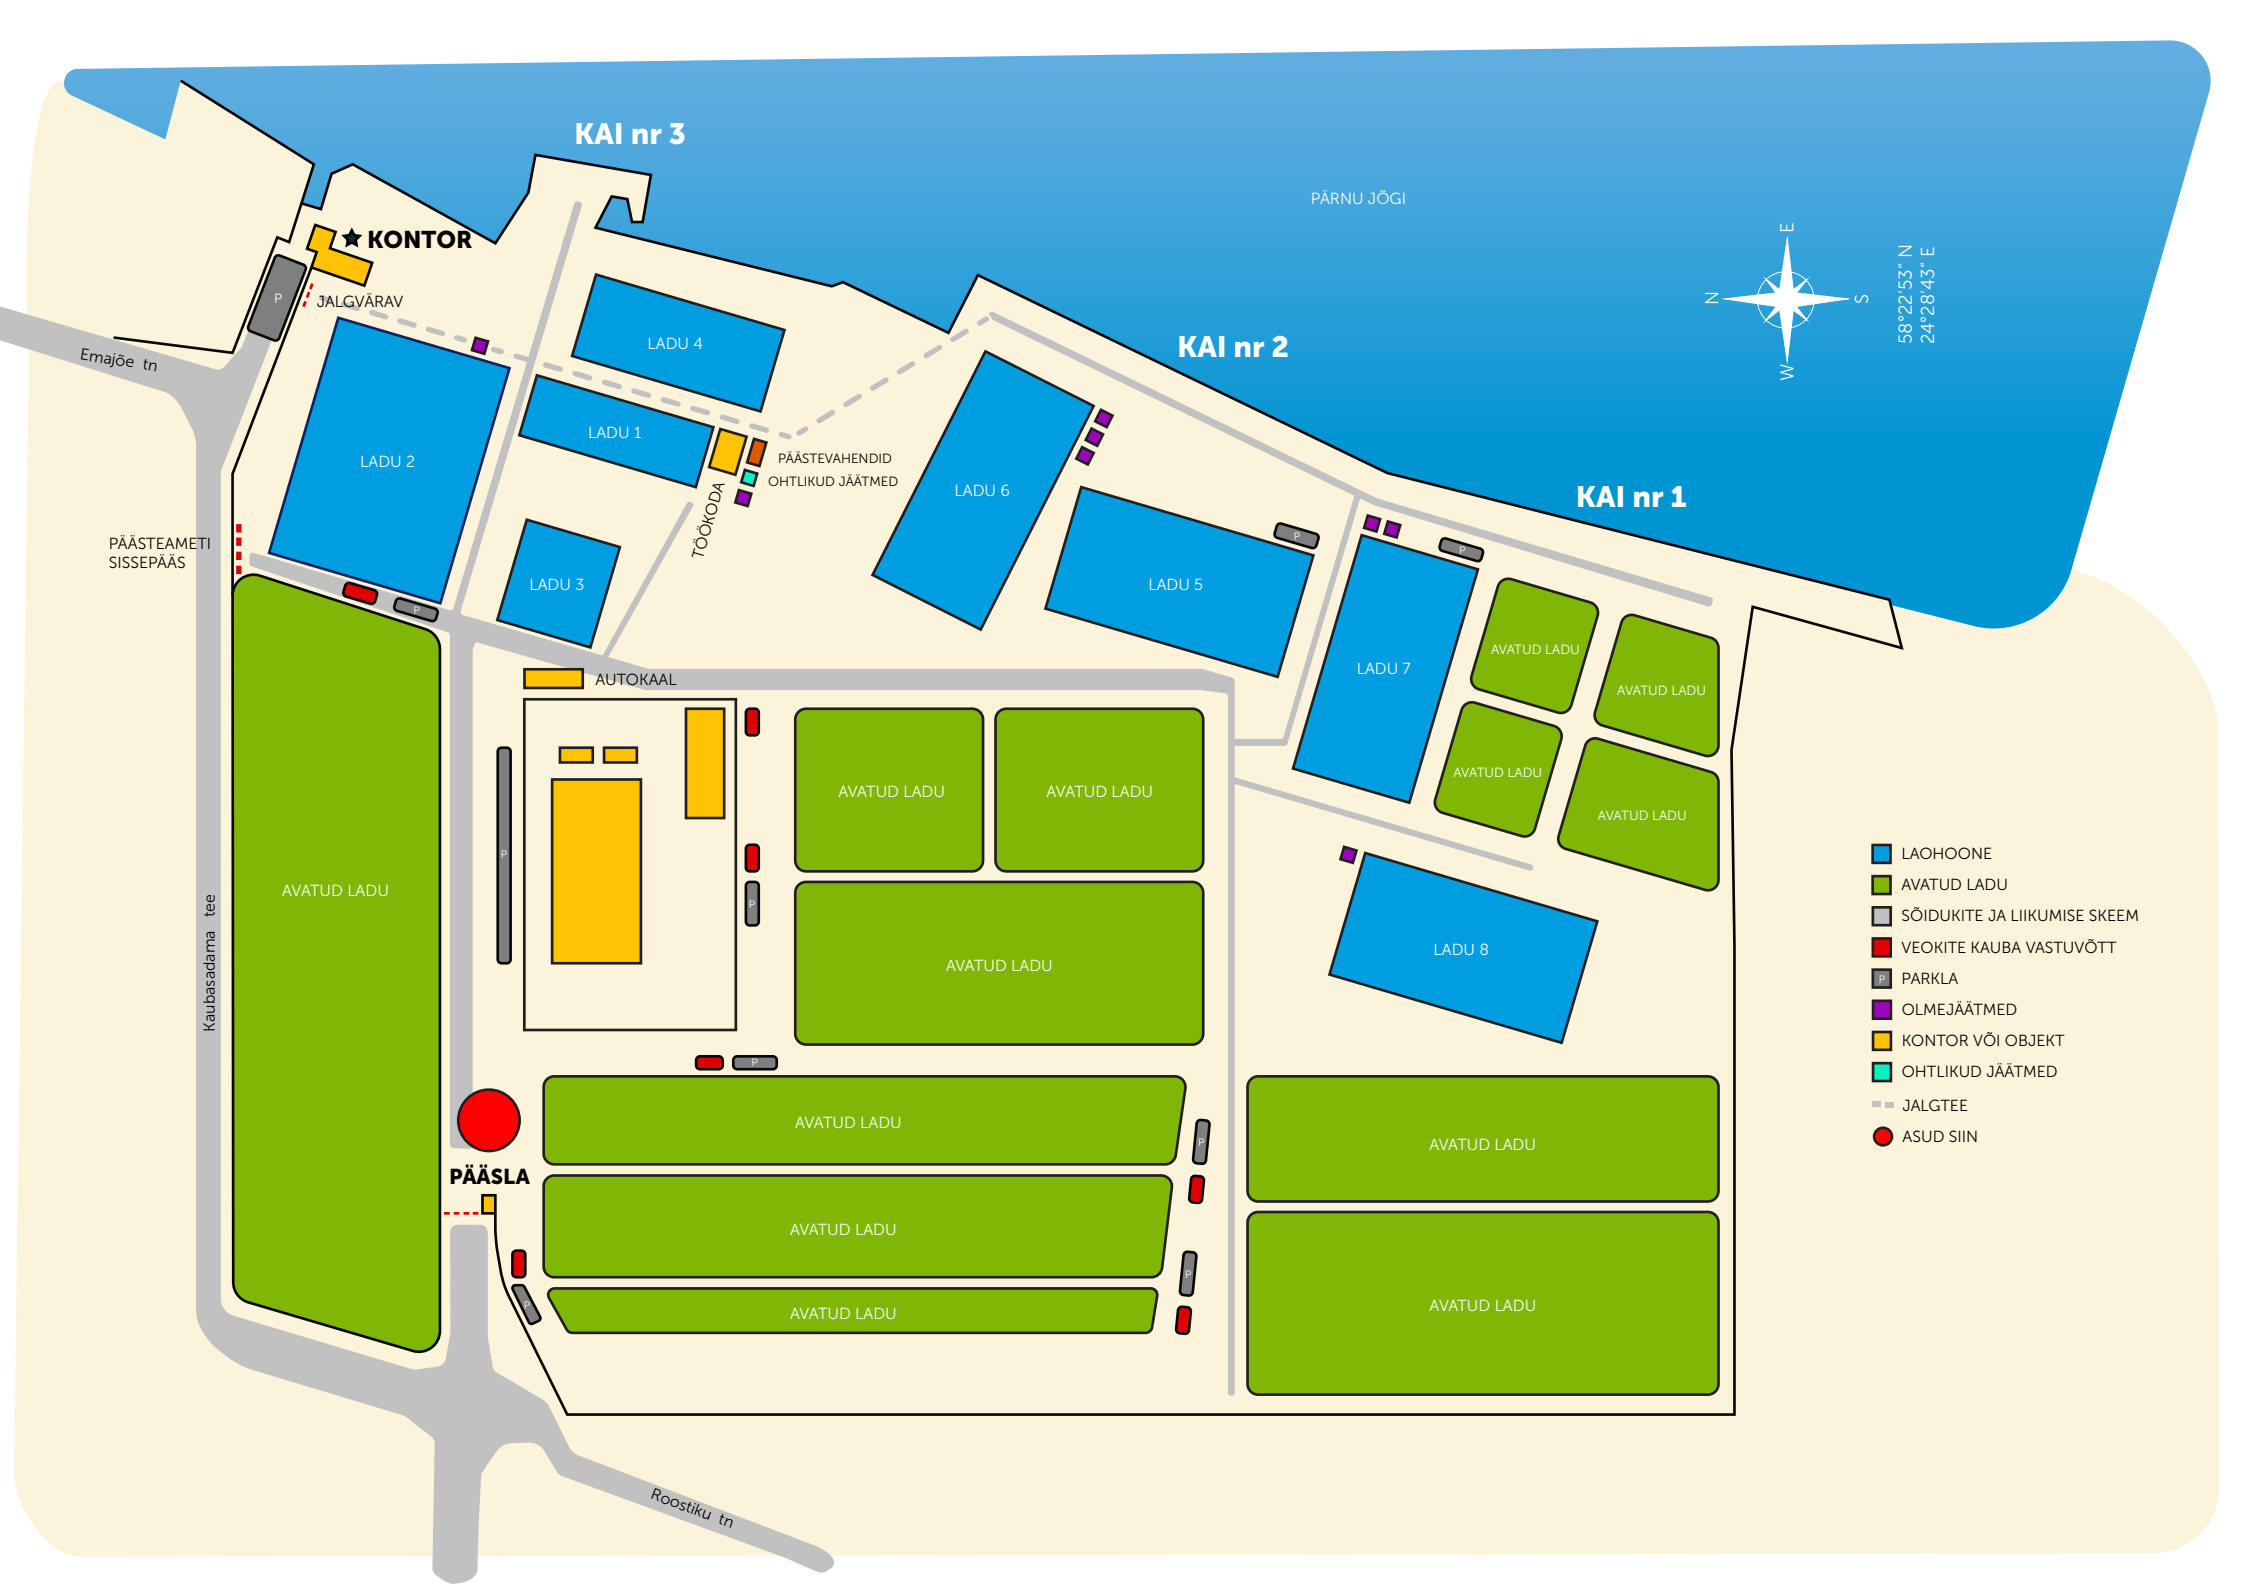 KAI nr 3
PÄRNU JÕGI
E
N
S
W
58°22’53” N
24°28’43” E
KONTOR
P
JALGVÄRAV
Emajõe tn
LADU 4
KAI nr 2
LADU 1
LADU 2
PÄÄSTEVAHENDID
OHTLIKUD JÄÄTMED
TÖÖKODA
LADU 6
KAI nr 1
PÄÄSTEAMETI
SISSEPÄÄS
P
P
LADU 3
LADU 5
P
LADU 7
AVATUD LADU
AVATUD LADU
AVATUD LADU
AVATUD LADU
AUTOKAAL
AVATUD LADU
AVATUD LADU
P
P
AVATUD LADU
Kaubasadama tee
AVATUD LADU
LADU 8
P
AVATUD LADU
P
AVATUD LADU
PÄÄSLA
AVATUD LADU
P
P
AVATUD LADU
AVATUD LADU
Roostiku tn
LAOHOONE
AVATUD LADU
SÕIDUKITE JA LIIKUMISE SKEEM
VEOKITE KAUBA VASTUVÕTT
P PARKLA
OLMEJÄÄTMED
KONTOR VÕI OBJEKT
OHTLIKUD JÄÄTMED
JALGTEE
ASUD SIIN